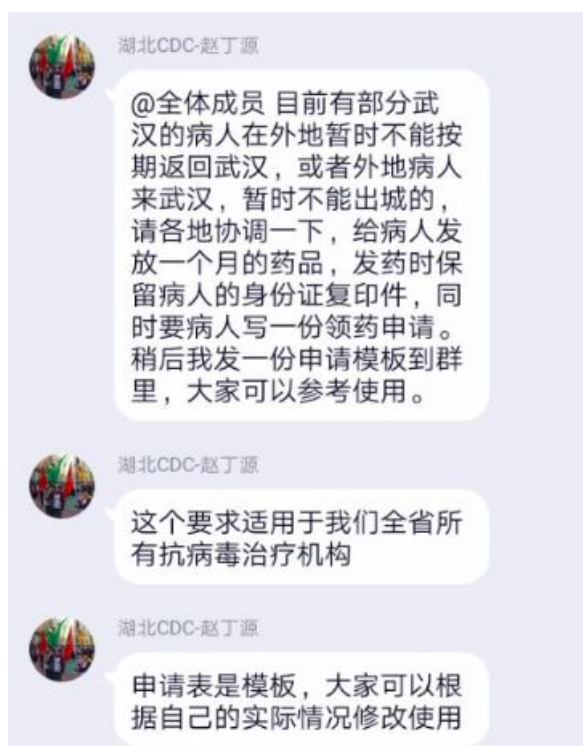 湖北CDC-赵丁源
@全体成员 目前有部分武
汉的病人在外地暂时不能按
期返回武汉，或者外地病人
来武汉，暂时不能出城的，
请各地协调一下，给病人发
放一个月的药品，发药时保
留病人的身份证复印件，同
时要病人写一份领药申请。
稍后我发一份申请模板到群
里，大家可以参考使用。
湖北CDC-赵丁源
这个要求适用于我们全省所
有抗病毒治疗机构
湖北CDC-赵丁源
申请表是模板，大家可以根
据自己的实际情况修改使用